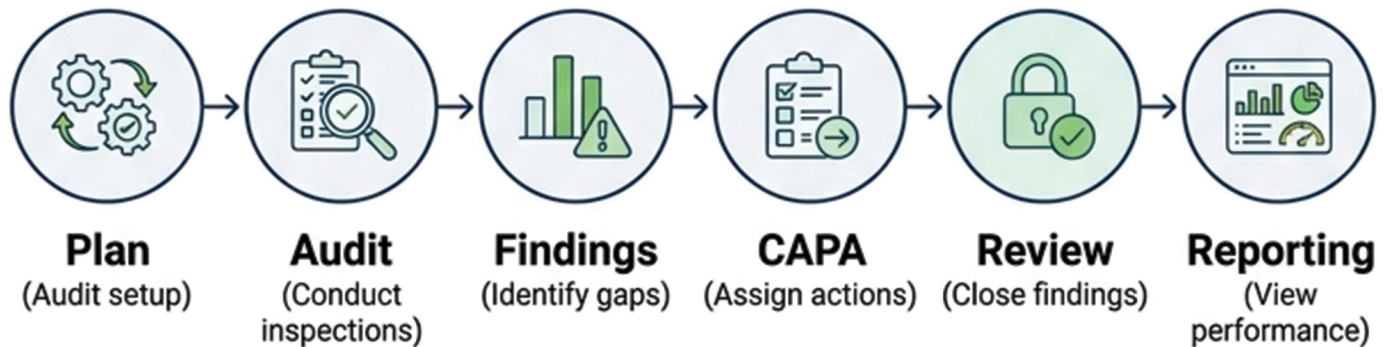 Plan
(Audit setup)
Audit
(Conduct
inspections)
Findings
(Identify gaps)
CAPA
(Assign actions)
Review
(Close findings)
Reporting
(View
performance)